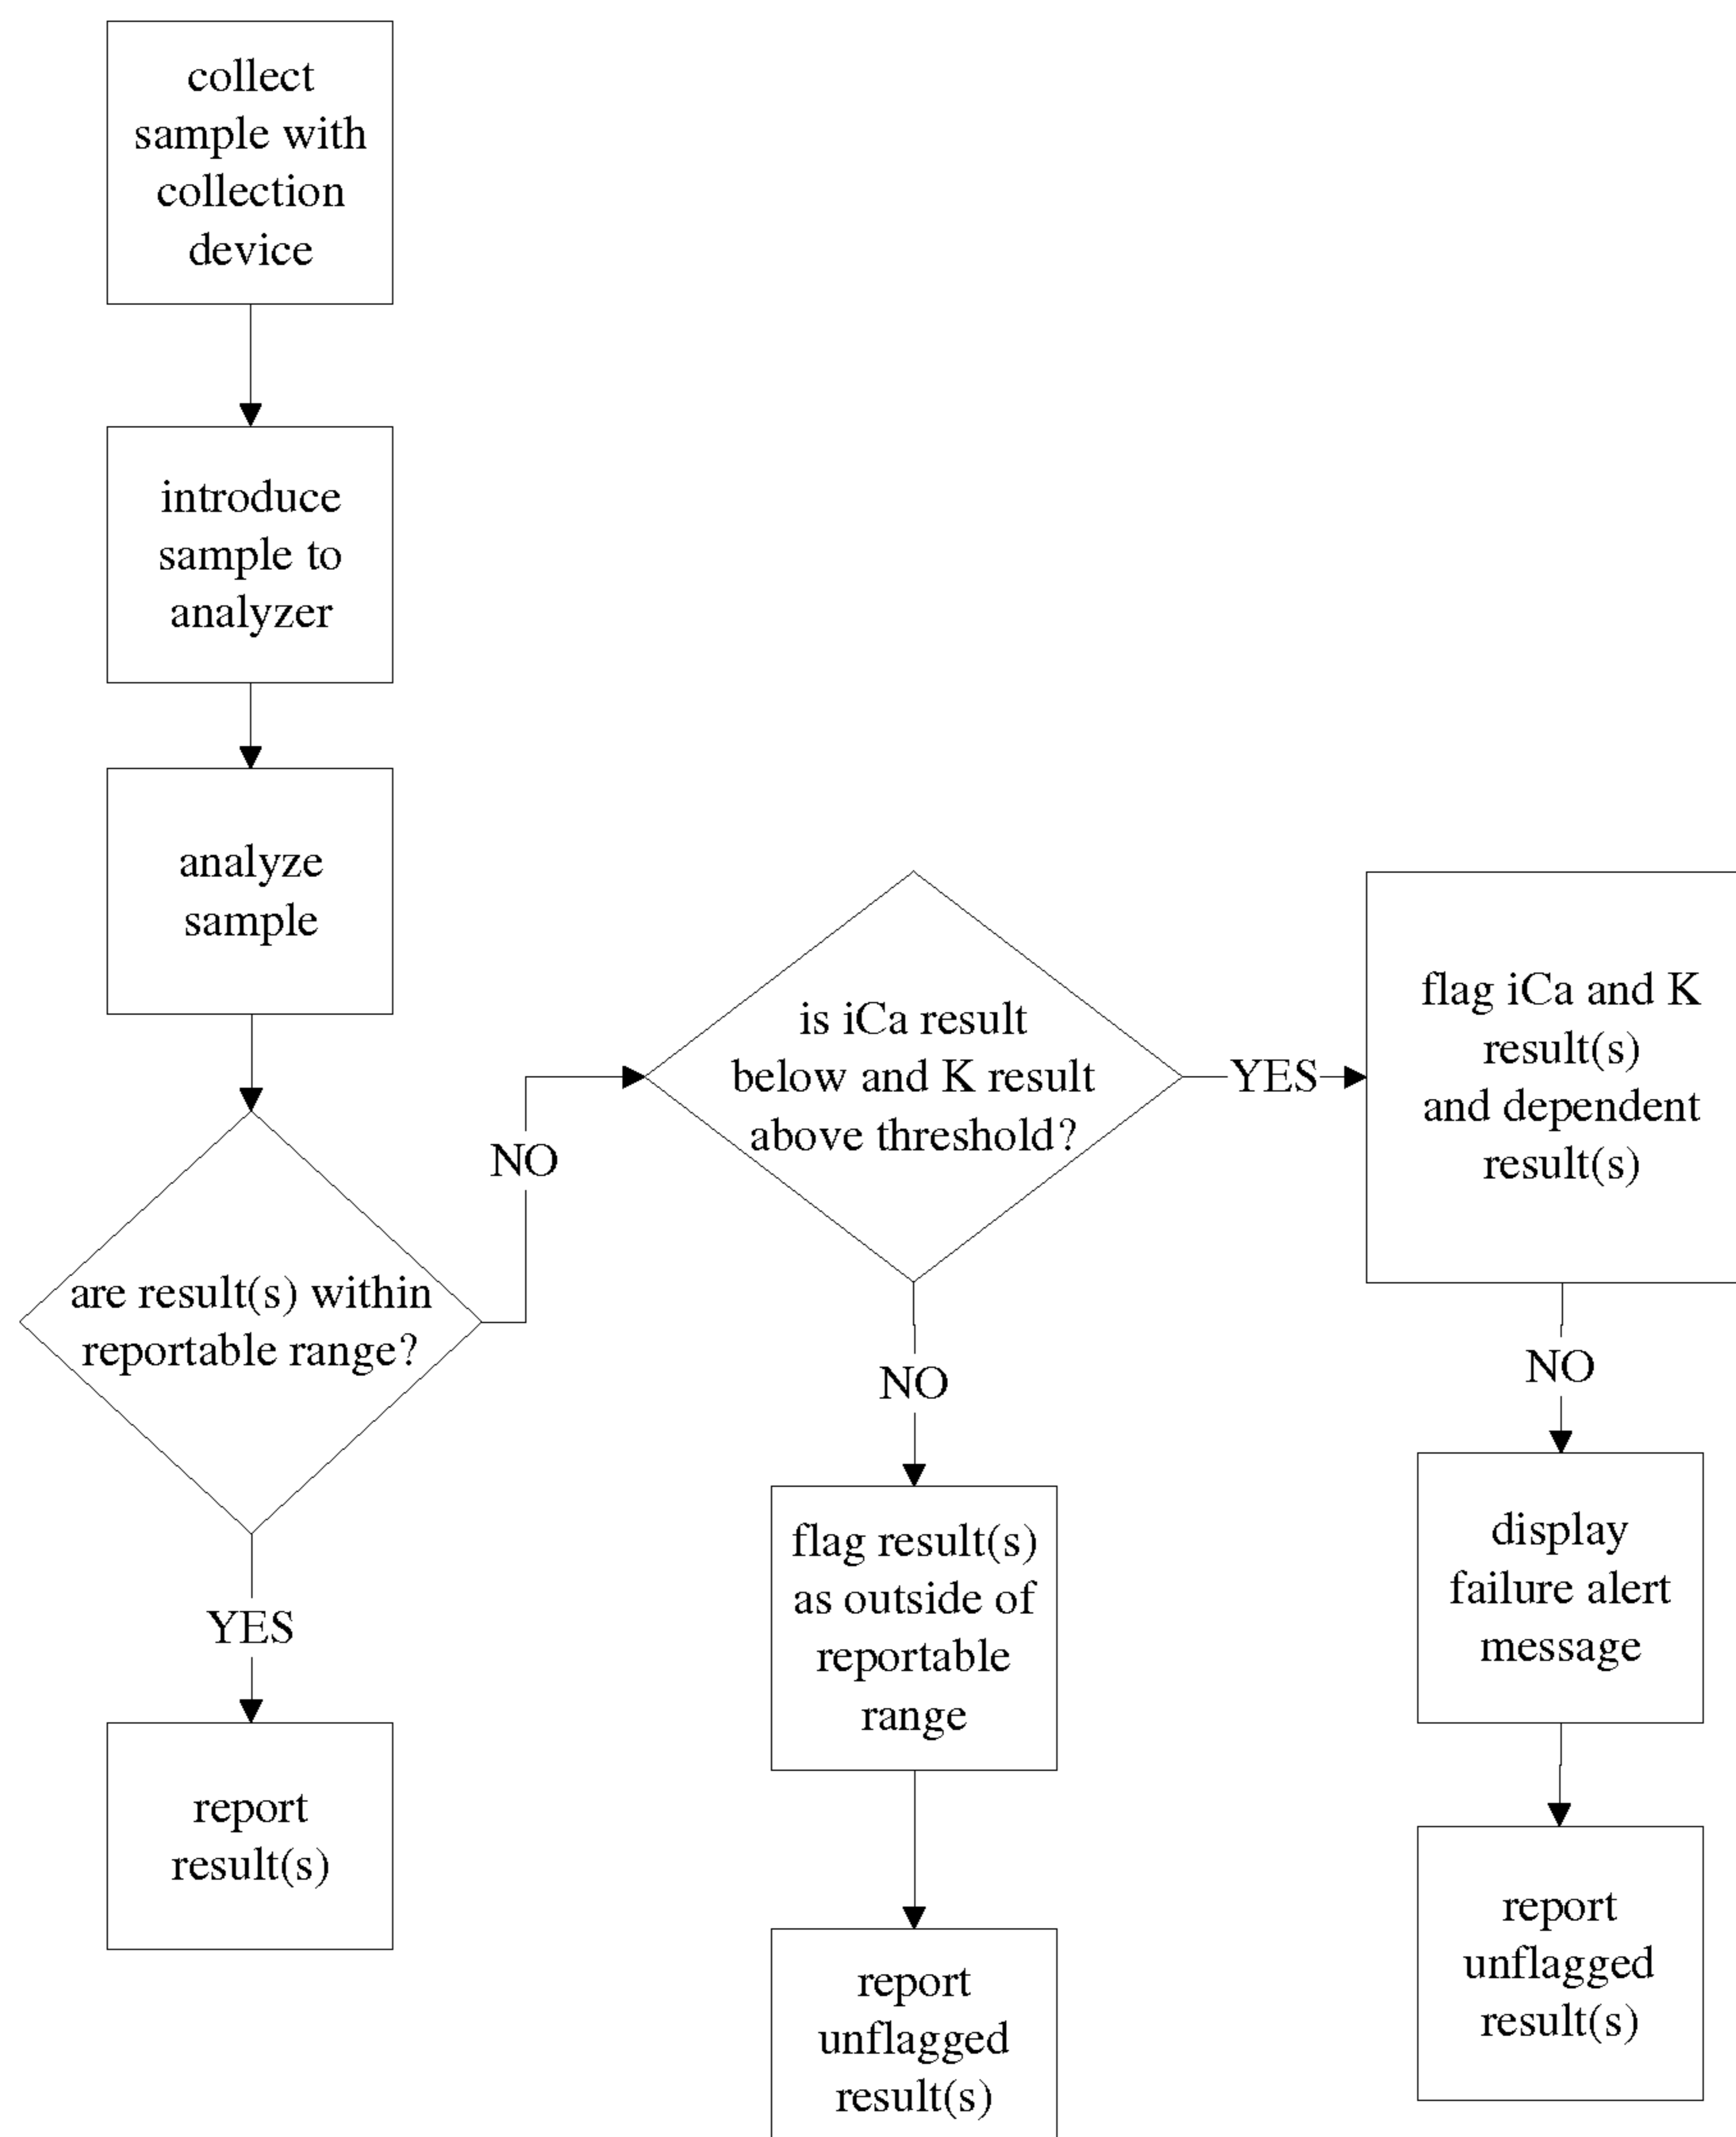 collect
sample with
collection
device
introduce
sample to
analyzer
analyze
sample
are result(s) within
reportable range?
YES
report
result(s)
NO
is iCa result
below and K result
above threshold?
NO
flag result(s)
as outside of
reportable
range
report
unflagged
result(s)
YES
flag iCa and K
result(s)
and dependent
result(s)
NO
display
failure alert
message
report
unflagged
result(s)